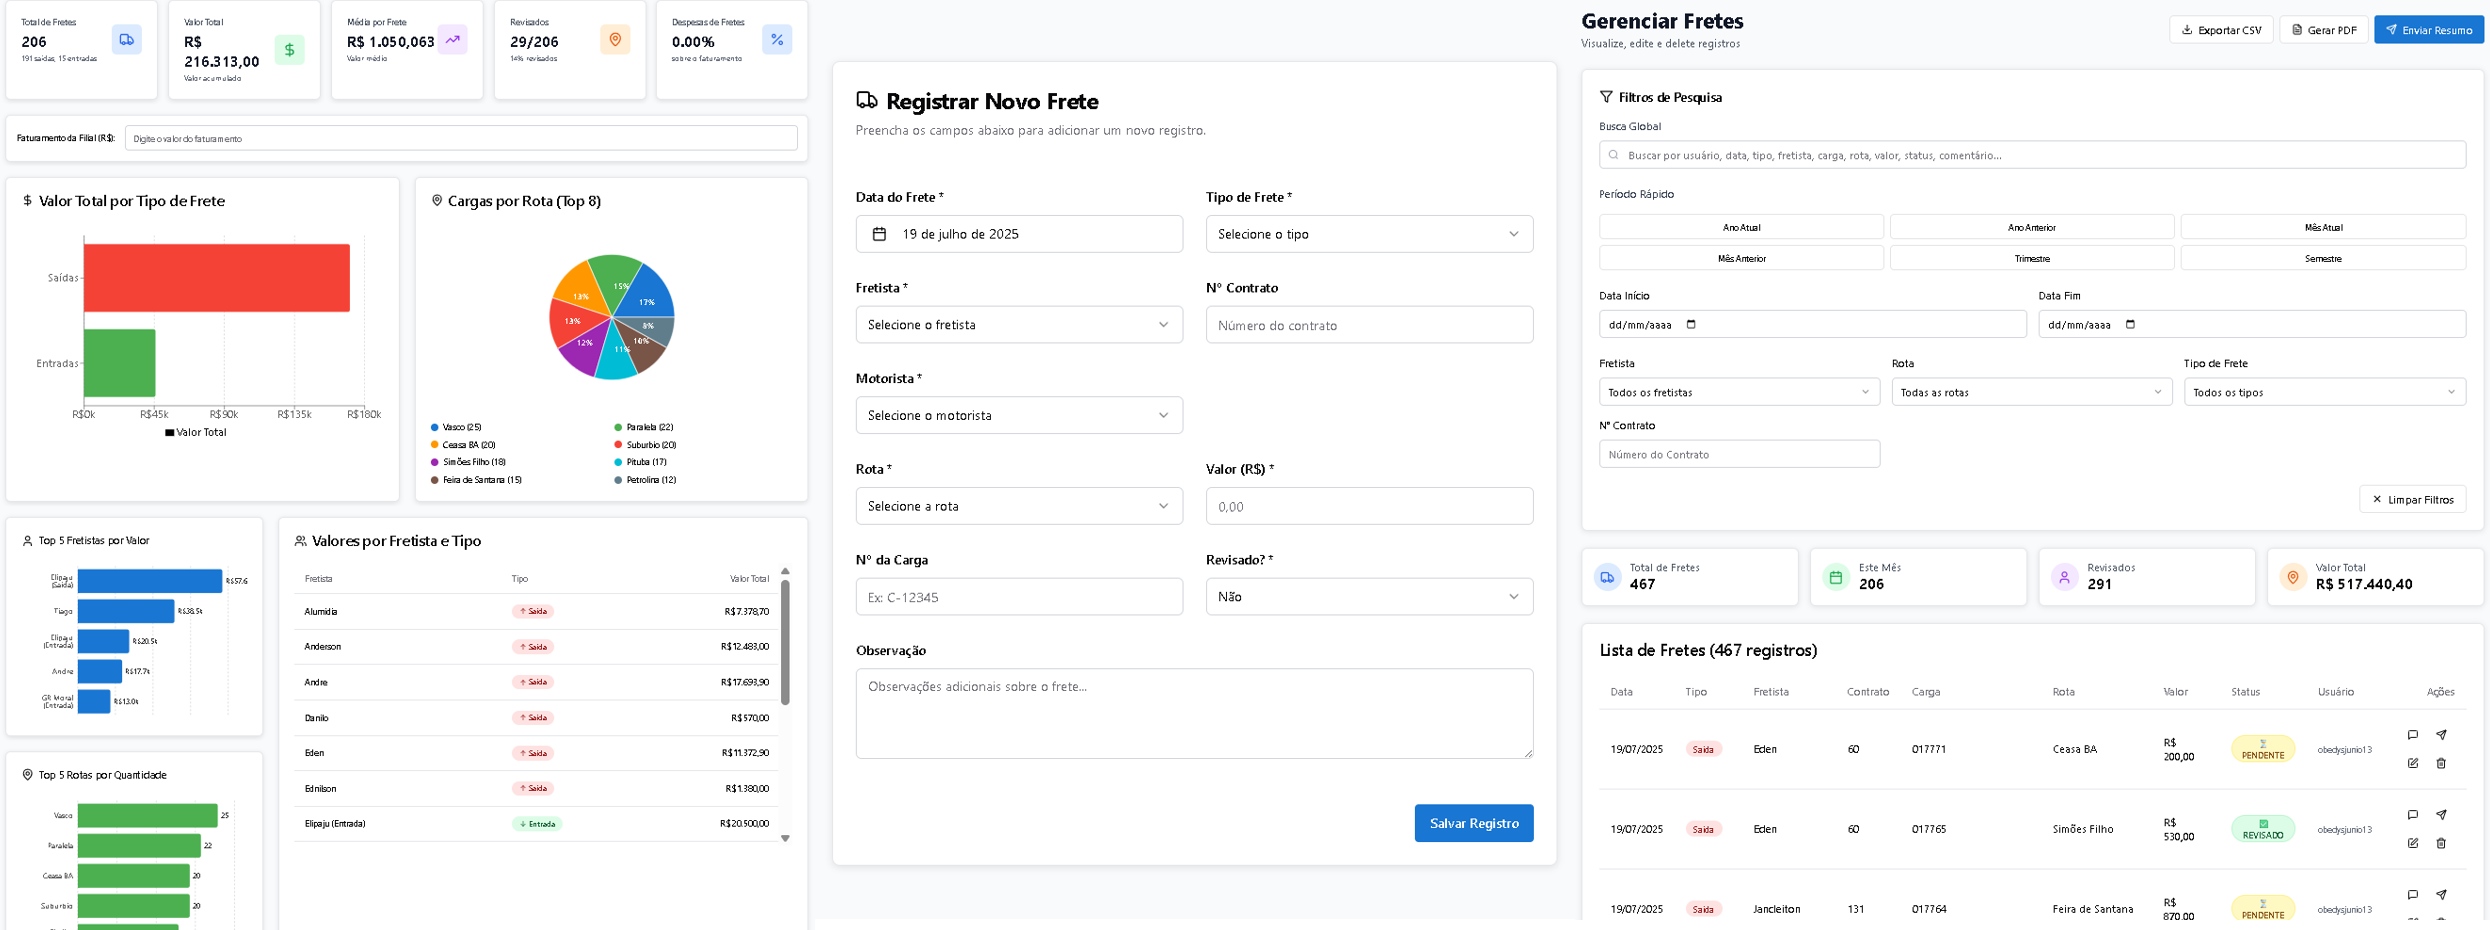 Total de Fretes
206
191 saídas, 15 entradas
Valor Total
R$
216.313,00
Valor acumulado
Média por Frete
R$ 1.050,063
Valor médio
Revisados
29/206
14% revisados
Despesas de Fretes
0.00%
sobre o faturamento
Faturamento da Filial (R$):
Digite o valor do faturamento
Valor Total por Tipo de Frete
Saídas
Entradas
R$0k
R$45k
R$90k
R$135k
R$180k
Valor Total
Cargas por Rota (Top 8)
15%
17%
13%
8%
13%
10%
12%
11%
Vasco (25)
Paralela (22)
Ceasa BA (20)
Suburbio (20)
Simões Filho (18)
Pituba (17)
Feira de Santana (15)
Petrolina (12)
Top 5 Fretistas por Valor
Elipaju
(Saída)
R$57.6
Tiago
R$38.5k
Elipaju
(Entrada)
R$20.5k
Andre
R$17.7k
(Entrada)
R$13.0k
Top 5 Rotas por Quantidade
Vasco
25
Paralela
22
Ceasa BA
20
Suburbio
20
Valores por Fretista e Tipo
Fretista Tipo Valor Total
Alumidia ↑ Saída R$7.378,70
Anderson ↑ Saída R$12.483,00
Andre ↑ Saída R$17.693,90
Danilo ↑ Saída R$570,00
Eden ↑ Saída R$11.372,90
Ednilson ↑ Saída R$1.380,00
Elipaju (Entrada) ↓ Entrada R$20.500,00
Registrar Novo Frete
Preencha os campos abaixo para adicionar um novo registro.
Data do Frete *
19 de julho de 2025
Tipo de Frete *
Selecione o tipo
Fretista *
Selecione o fretista
Nº Contrato
Número do contrato
Motorista *
Selecione o motorista
Rota *
Selecione a rota
Valor (R$) *
0,00
Nº da Carga
Ex: C-12345
Revisado? *
Não
Observação
Observações adicionais sobre o frete...
Salvar Registro
Gerenciar Fretes
Visualize, edite e delete registros
Exportar CSV
Gerar PDF
Enviar Resumo
Filtros de Pesquisa
Busca Global
Buscar por usuário, data, tipo, fretista, carga, rota, valor, status, comentário...
Período Rápido
Ano Atual
Ano Anterior
Mês Atual
Mês Anterior
Trimestre
Semestre
Data Início
dd/mm/aaaa
Data Fim
dd/mm/aaaa
Fretista
Todos os fretistas
Rota
Todas as rotas
Tipo de Frete
Todos os tipos
Nº Contrato
Número do Contrato
Limpar Filtros
Total de Fretes
467
Este Mês
206
Revisados
291
Valor Total
R$ 517.440,40
Lista de Fretes (467 registros)
Data Tipo Fretista Contrato Carga Rota Valor Status Usuário Ações
19/07/2025 Saída Eden 60 017771 Ceasa BA R$ 200,00 PENDENTE obedysjunio13
19/07/2025 Saída Eden 60 017765 Simões Filho R$ 530,00 REVISADO obedysjunio13
19/07/2025 Saída Jancleiton 131 017764 Feira de Santana R$ 870,00 PENDENTE obedysjunio13